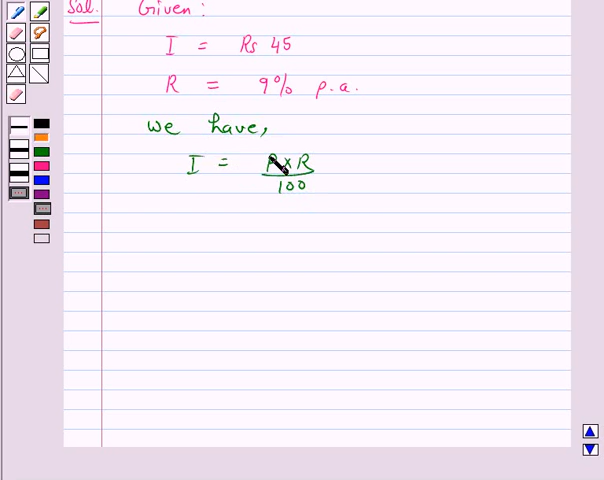 Sol. Given:
I = Rs 45
R = 9% p.a.
we have,
I = P × R
100